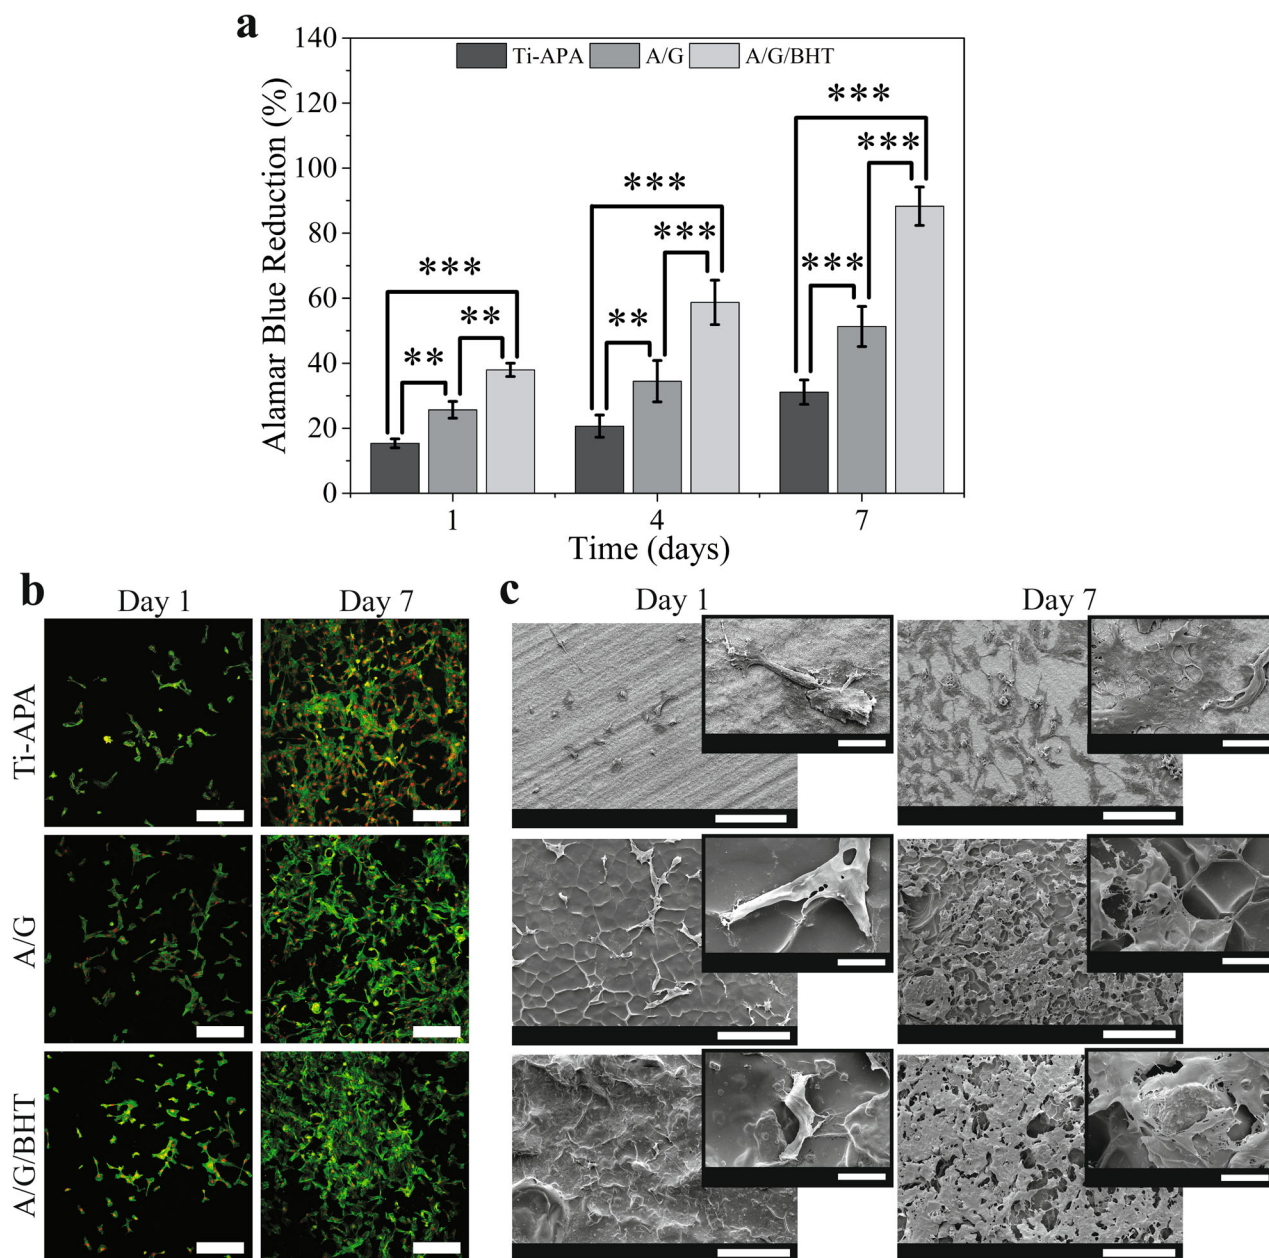 a
140
120
100
80
60
40
20
0
Alamar Blue Reduction (%)
Ti-APA A/G A/G/BHT
*** ** **
*** ** ***
*** *** ***
1 4 7
Time (days)
b
Day 1 Day 7
Ti-APA
A/G
A/G/BHT
c
Day 1 Day 7